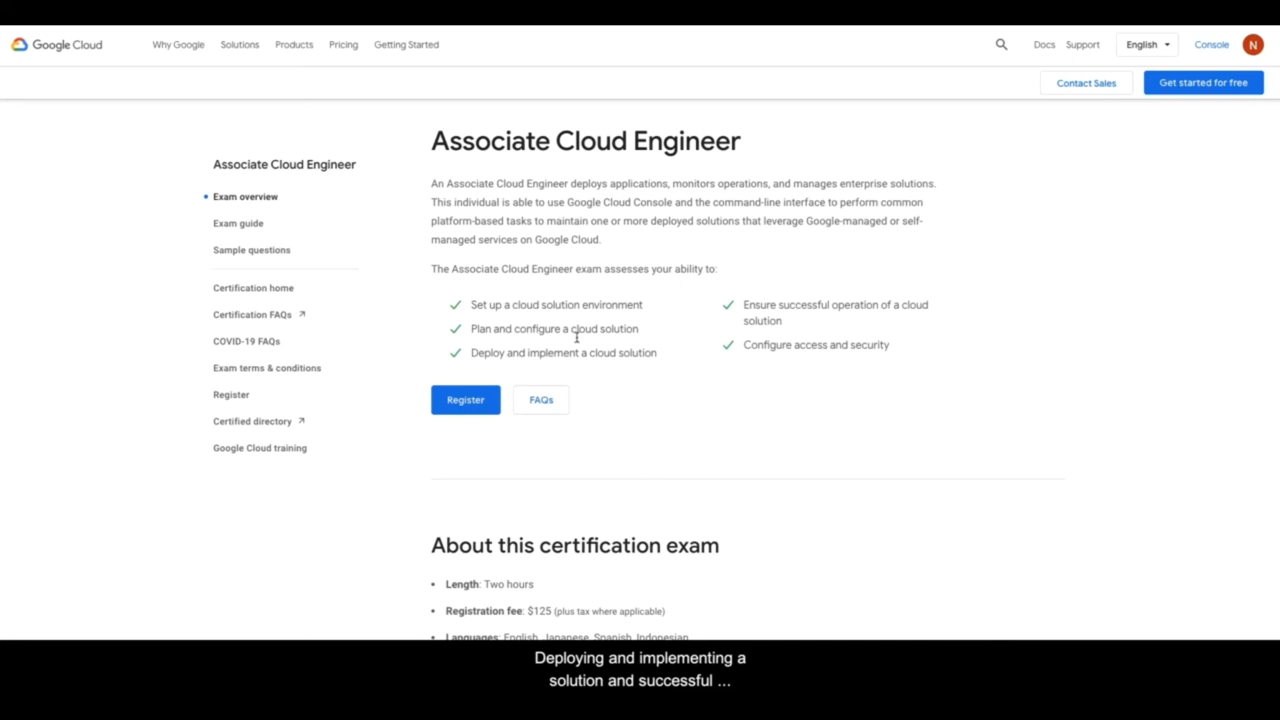 Google Cloud
Why Google
Solutions
Products
Pricing
Getting Started
Docs
Support
English
Console
N
Contact Sales
Get started for free
Associate Cloud Engineer
Exam overview
Exam guide
Sample questions
Certification home
Certification FAQs
COVID-19 FAQs
Exam terms & conditions
Register
Certified directory
Google Cloud training
Associate Cloud Engineer
An Associate Cloud Engineer deploys applications, monitors operations, and manages enterprise solutions.
This individual is able to use Google Cloud Console and the command-line interface to perform common
platform-based tasks to maintain one or more deployed solutions that leverage Google-managed or self-
managed services on Google Cloud.
The Associate Cloud Engineer exam assesses your ability to:
Set up a cloud solution environment
Plan and configure a cloud solution
Deploy and implement a cloud solution
Ensure successful operation of a cloud
solution
Configure access and security
Register
FAQs
About this certification exam
Length: Two hours
Registration fee: $125 (plus tax where applicable)
Languages: English, Japanese, Spanish, Indonesian
Deploying and implementing a
solution and successful ...